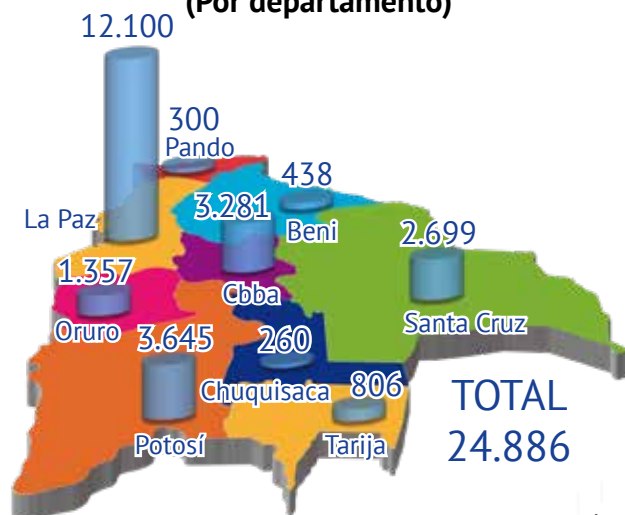 (Por departamento)
12.100
300
Pando
438
Beni
La Paz
3.281
Cbba
2.699
Santa Cruz
1.357
Oruro
3.645
Potosí
260
Chuquisaca
806
Tarija
TOTAL
24.886